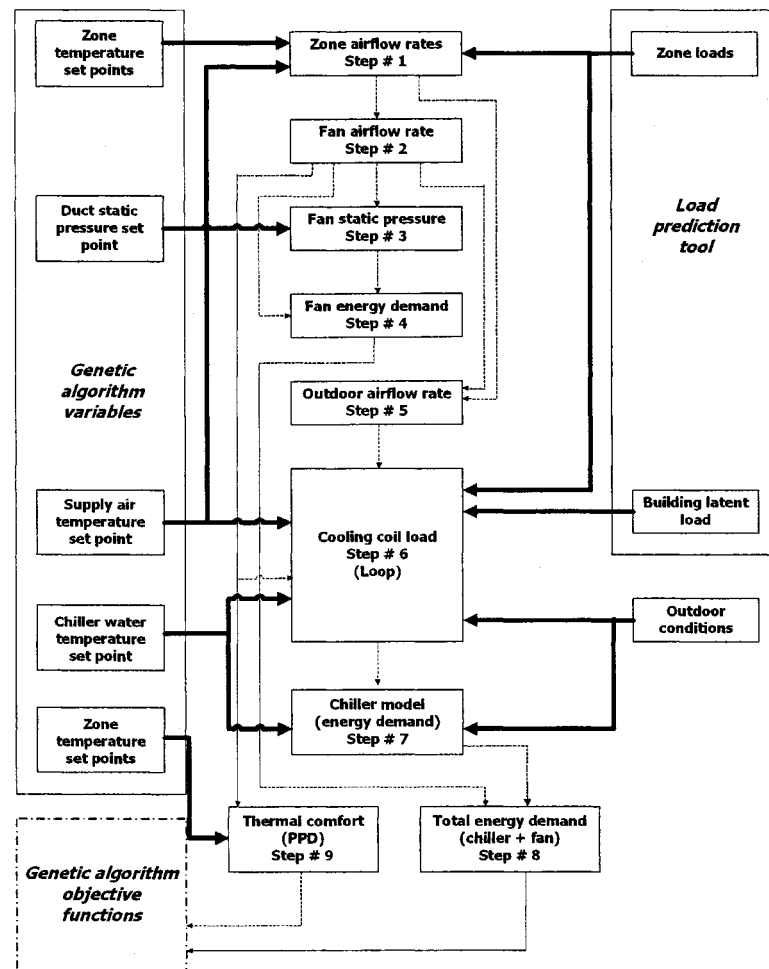 Zone
temperature
set points
Zone airflow rates
Step # 1
Zone loads
Fan airflow rate
Step # 2
Duct static
pressure set
point
Fan static pressure
Step # 3
Load
prediction
tool
Fan energy demand
Step # 4
Genetic
algorithm
variables
Outdoor airflow rate
Step # 5
Supply air
temperature
set point
Cooling coil load
Step # 6
(Loop)
Building latent
load
Chiller water
temperature
set point
Outdoor
conditions
Zone
temperature
set points
Chiller model
(energy demand)
Step # 7
Thermal comfort
(PPD)
Step # 9
Total energy demand
(chiller + fan)
Step # 8
Genetic algorithm
objective
functions